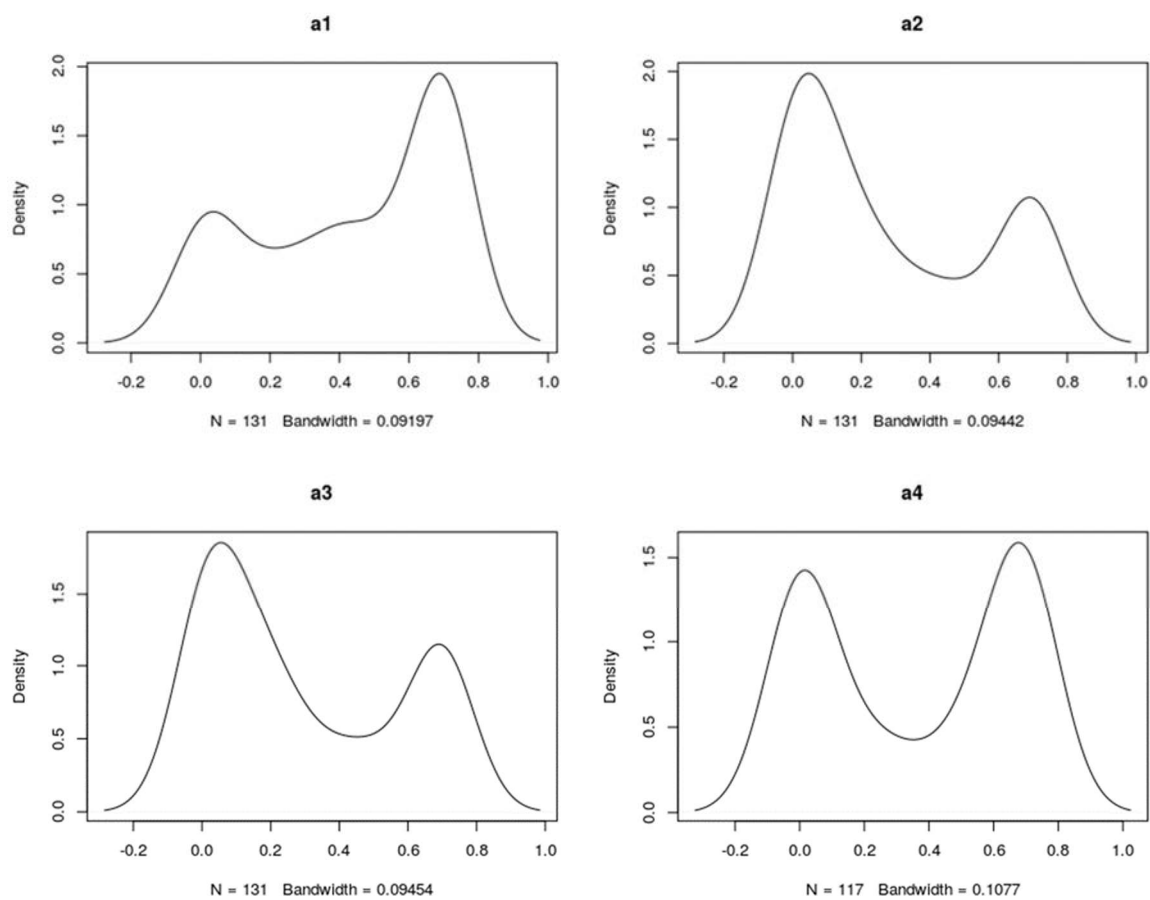 a1
Density
0.0 0.5 1.0 1.5 2.0
-0.2 0.0 0.2 0.4 0.6 0.8 1.0
N = 131 Bandwidth = 0.09197
a2
Density
0.0 0.5 1.0 1.5 2.0
-0.2 0.0 0.2 0.4 0.6 0.8 1.0
N = 131 Bandwidth = 0.09442
a3
Density
0.0 0.5 1.0 1.5
-0.2 0.0 0.2 0.4 0.6 0.8 1.0
N = 131 Bandwidth = 0.09454
a4
Density
0.0 0.5 1.0 1.5
-0.2 0.0 0.2 0.4 0.6 0.8 1.0
N = 117 Bandwidth = 0.1077